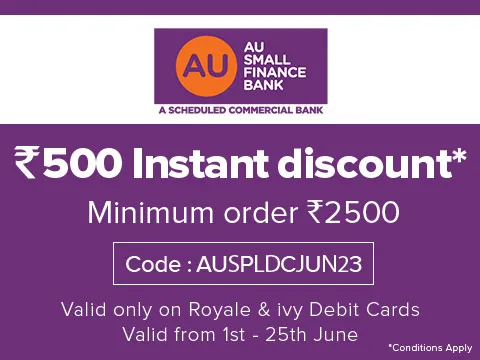 AU
AU
SMALL
FINANCE
BANK
A SCHEDULED COMMERCIAL BANK
₹500 Instant discount*
Minimum order ₹2500
Code : AUSPLDCJUN23
Valid only on Royale & ivy Debit Cards
Valid from 1st - 25th June
*Conditions Apply